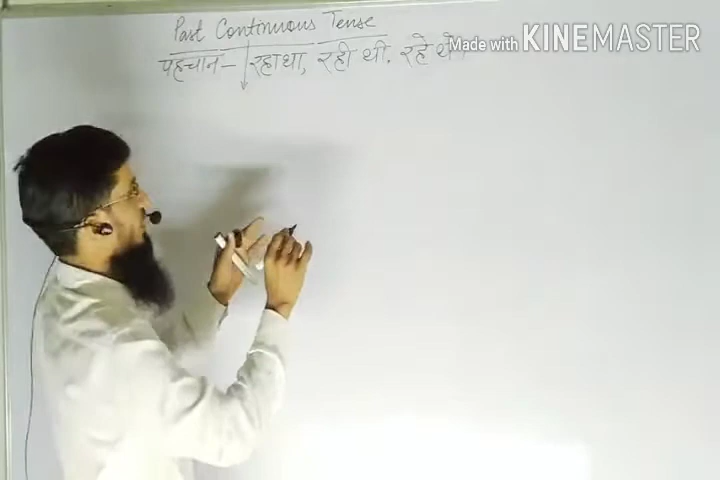 Past Continuous Tense
पहचान – रहा था, रही थी. रहे थे
Made with KINEMASTER